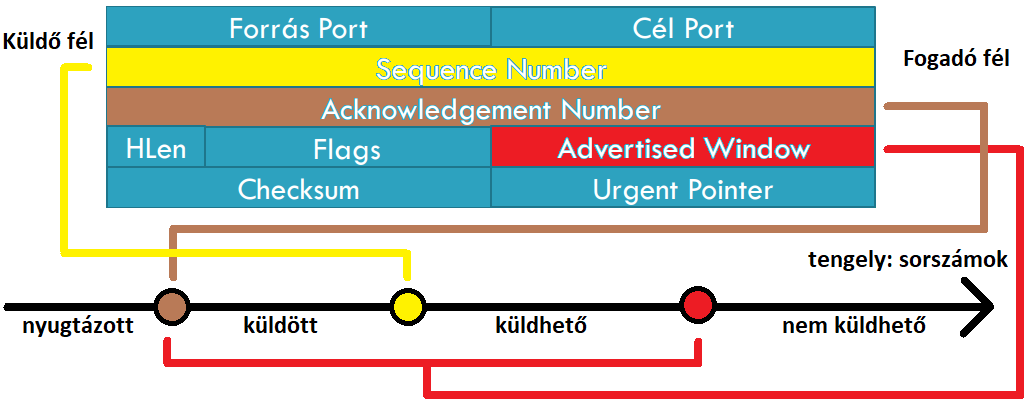 Küldő fél
Forrás Port
Cél Port
Fogadó fél
Sequence Number
Acknowledgement Number
HLen
Flags
Advertised Window
Checksum
Urgent Pointer
tengely: sorszámok
nyugtázott
küldött
küldhető
nem küldhető